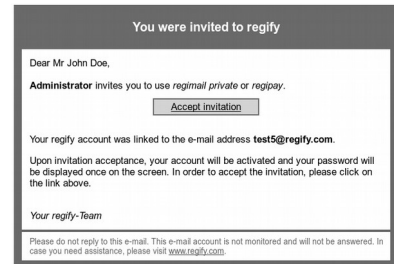 You were invited to regify
Dear Mr John Doe,
Administrator invites you to use regimail private or regipay.
Accept invitation
Your regify account was linked to the e-mail address test5@regify.com.
Upon invitation acceptance, your account will be activated and your password will
be displayed once on the screen. In order to accept the invitation, please click on
the link above.
Your regify-Team
Please do not reply to this e-mail. This e-mail account is not monitored and will not be answered. In
case you need assistance, please visit www.regify.com.